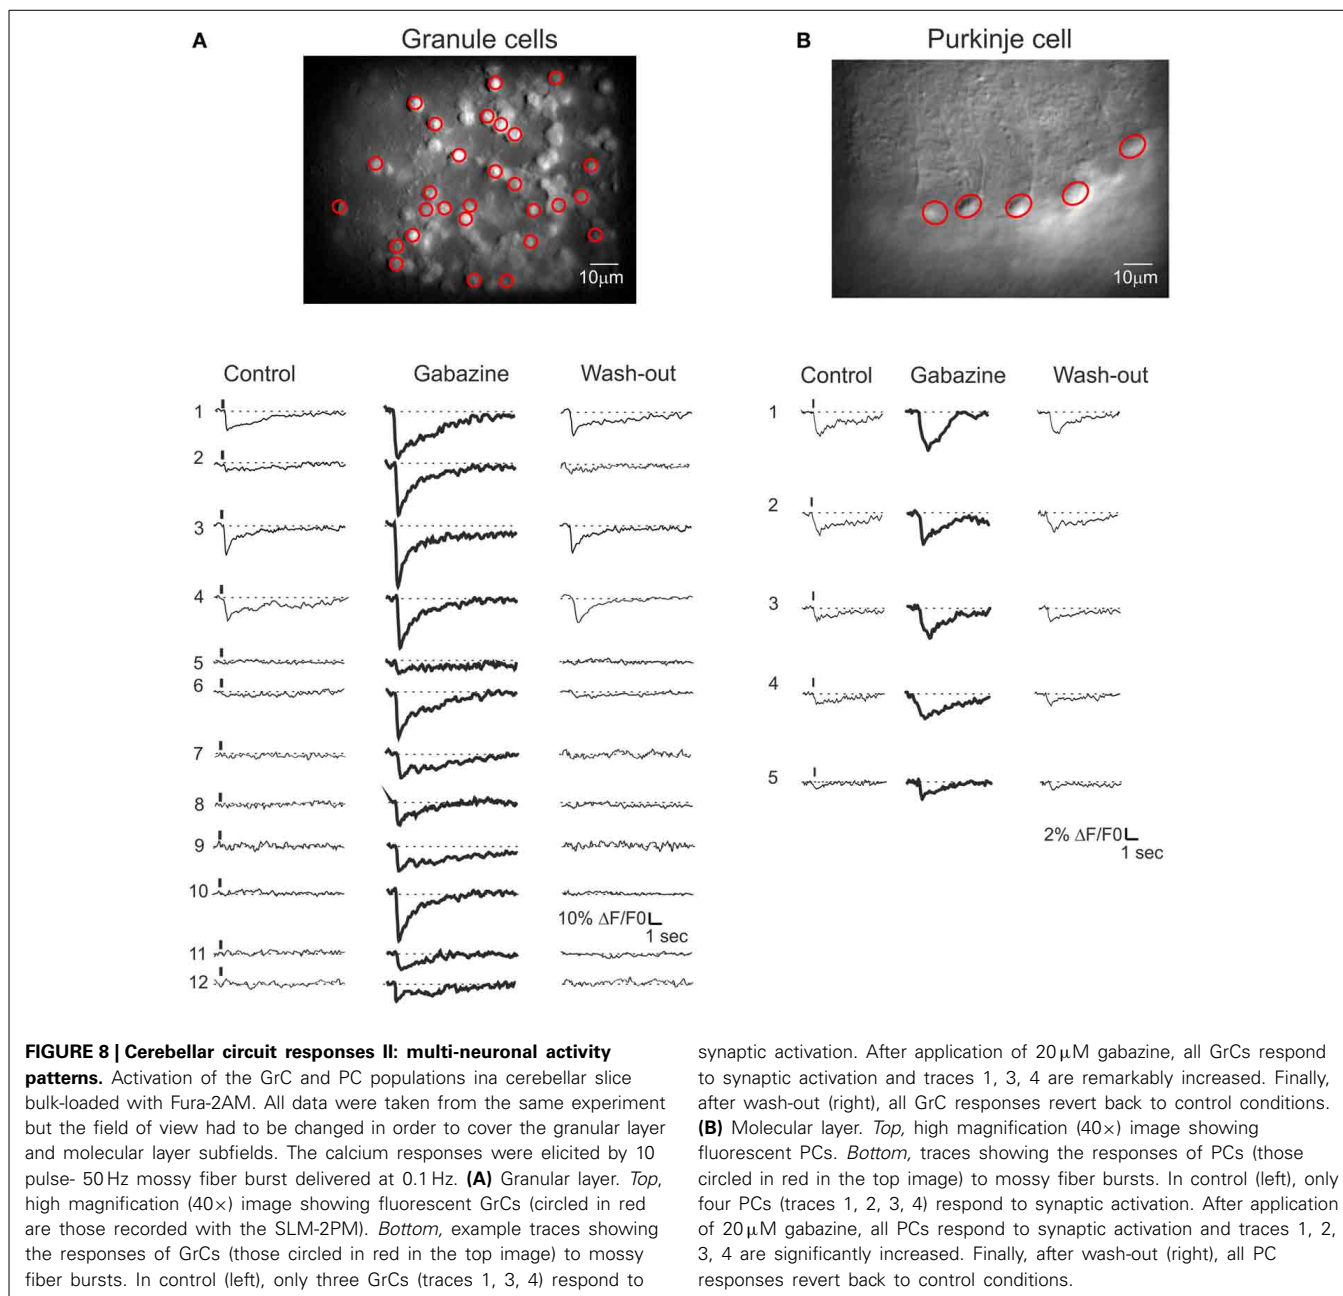 A Granule cells
10μm
B Purkinje cell
10μm
Control Gabazine Wash-out
1
2
3
4
5
6
7
8
9
10
11
12
10% ΔF/F0
1 sec
Control Gabazine Wash-out
1
2
3
4
5
2% ΔF/F0
1 sec
FIGURE 8 | Cerebellar circuit responses II: multi-neuronal activity
patterns. Activation of the GrC and PC populations ina cerebellar slice
bulk-loaded with Fura-2AM. All data were taken from the same experiment
but the field of view had to be changed in order to cover the granular layer
and molecular layer subfields. The calcium responses were elicited by 10
pulse- 50 Hz mossy fiber burst delivered at 0.1 Hz. (A) Granular layer. Top,
high magnification (40×) image showing fluorescent GrCs (circled in red
are those recorded with the SLM-2PM). Bottom, example traces showing
the responses of GrCs (those circled in red in the top image) to mossy
fiber bursts. In control (left), only three GrCs (traces 1, 3, 4) respond to
synaptic activation. After application of 20 μM gabazine, all GrCs respond
to synaptic activation and traces 1, 3, 4 are remarkably increased. Finally,
after wash-out (right), all GrC responses revert back to control conditions.
(B) Molecular layer. Top, high magnification (40×) image showing
fluorescent PCs. Bottom, traces showing the responses of PCs (those
circled in red in the top image) to mossy fiber bursts. In control (left), only
four PCs (traces 1, 2, 3, 4) respond to synaptic activation. After application
of 20 μM gabazine, all PCs respond to synaptic activation and traces 1, 2,
3, 4 are significantly increased. Finally, after wash-out (right), all PC
responses revert back to control conditions.